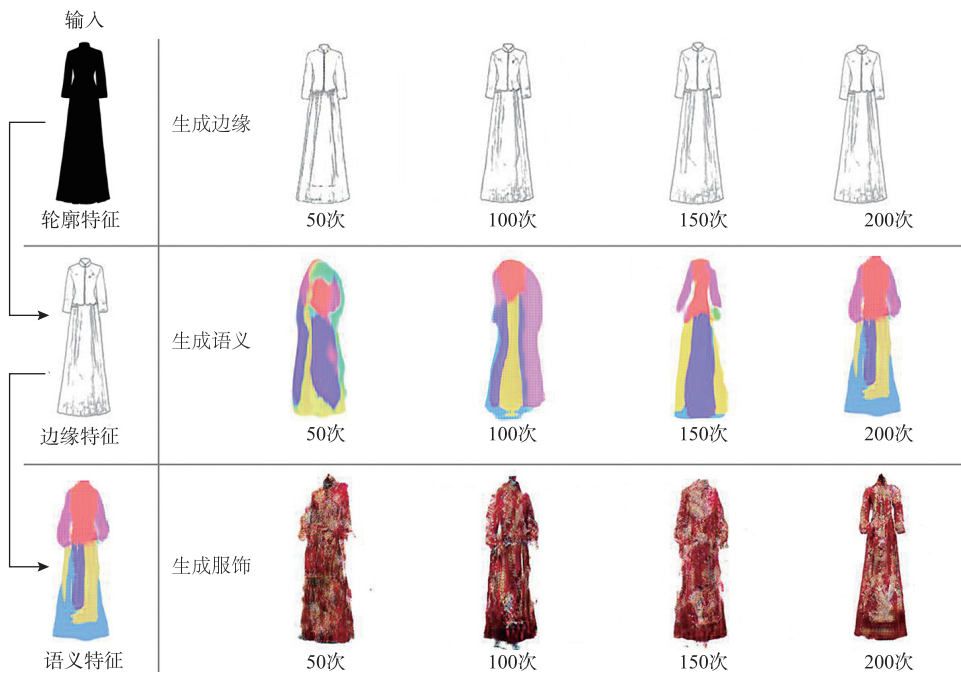 输入
生成边缘
轮廓特征
50次
100次
150次
200次
生成语义
边缘特征
50次
100次
150次
200次
生成服饰
语义特征
50次
100次
150次
200次